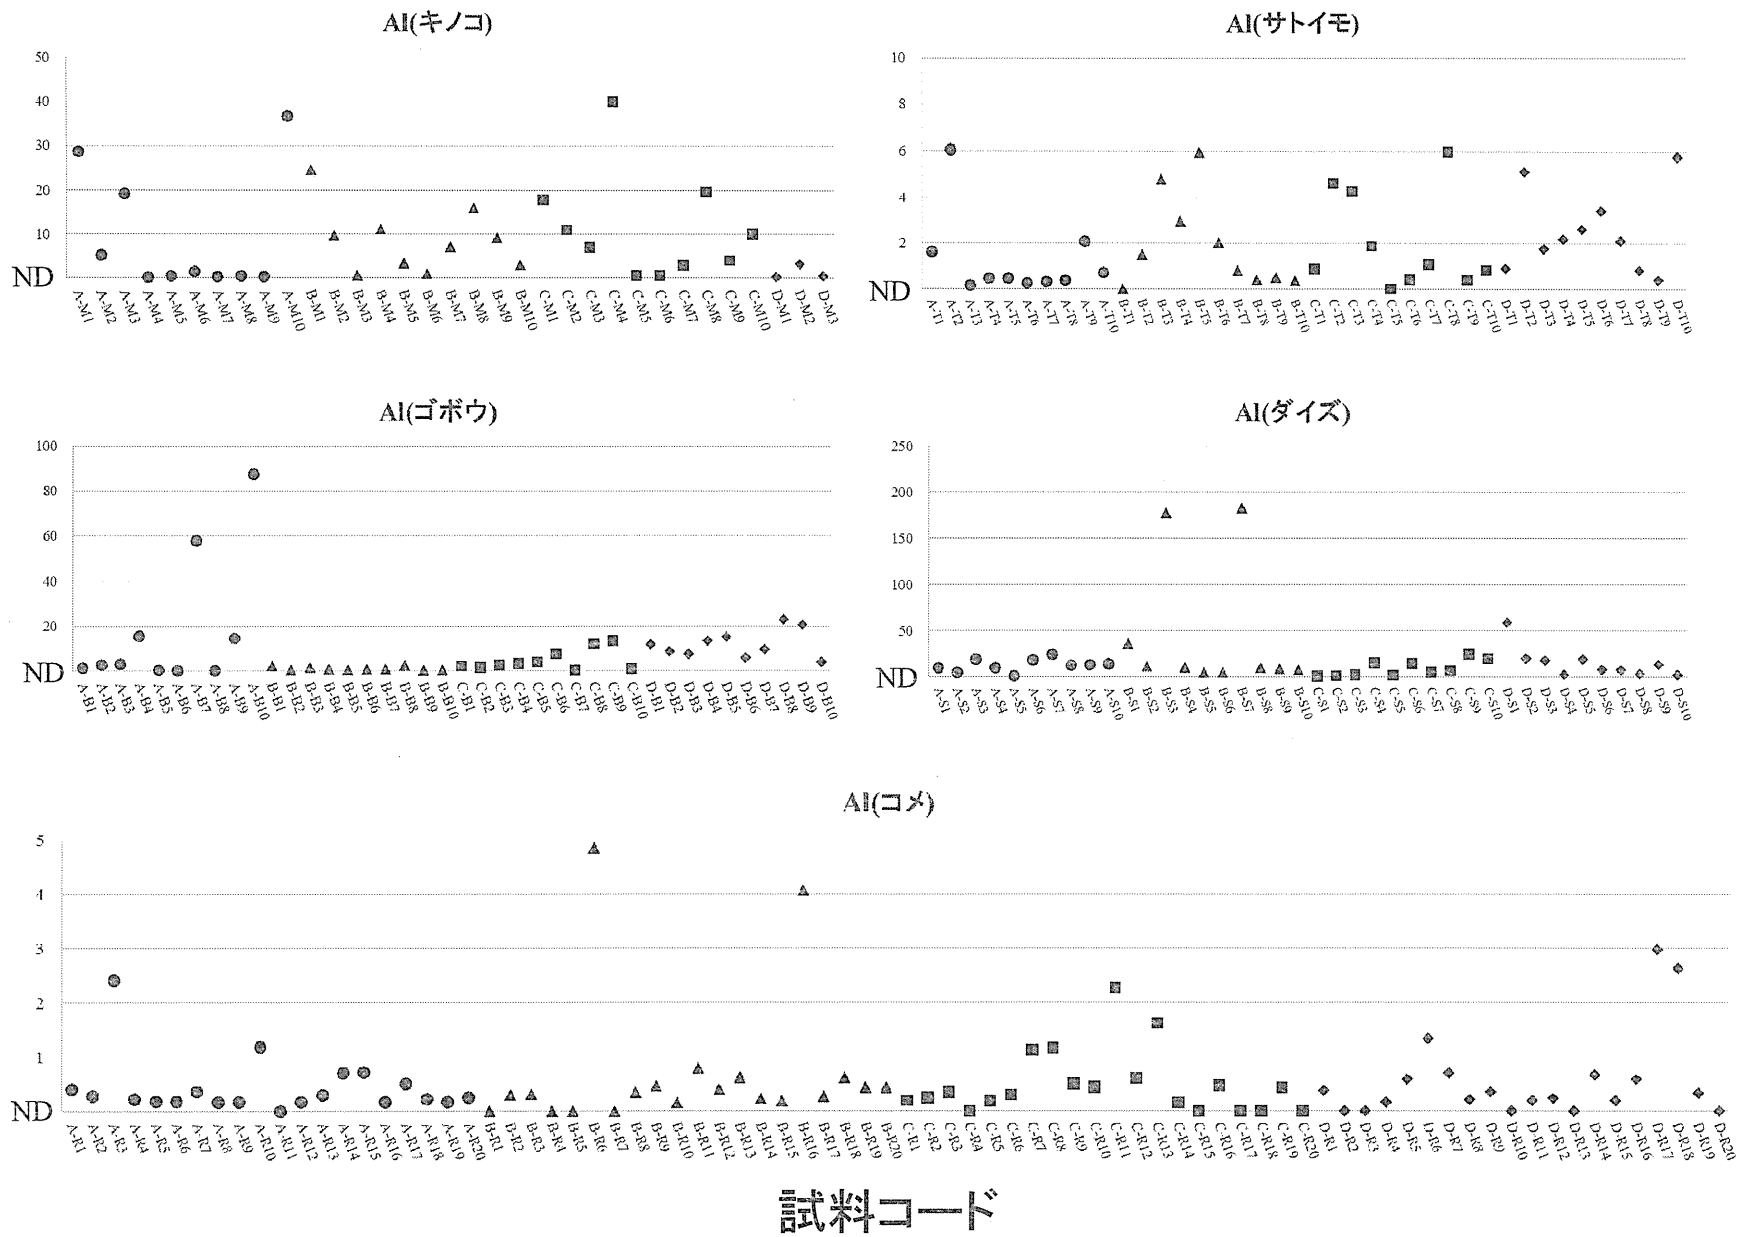 Al(キノコ)
50
40
30
20
10
ND
A-M1 A-M2 A-M3 A-M4 A-M5 A-M6 A-M7 A-M8 A-M9 A-M10 B-M1 B-M2 B-M3 B-M4 B-M5 B-M6 B-M7 B-M8 B-M9 B-M10 C-M1 C-M2 C-M3 C-M4 C-M5 C-M6 C-M7 C-M8 C-M9 C-M10 D-M1 D-M2 D-M3
Al(サトイモ)
10
8
6
4
2
ND
A-T1 A-T2 A-T3 A-T4 A-T5 A-T6 A-T7 A-T8 A-T9 A-T10 B-T1 B-T2 B-T3 B-T4 B-T5 B-T6 B-T7 B-T8 B-T9 B-T10 C-T1 C-T2 C-T3 C-T4 C-T5 C-T6 C-T7 C-T8 C-T9 C-T10 D-T1 D-T2 D-T3 D-T4 D-T5 D-T6 D-T7 D-T8 D-T9 D-T10
Al(ゴボウ)
100
80
60
40
20
ND
A-B1 A-B2 A-B3 A-B4 A-B5 A-B6 A-B7 A-B8 A-B9 A-B10 B-B1 B-B2 B-B3 B-B4 B-B5 B-B6 B-B7 B-B8 B-B9 B-B10 C-B1 C-B2 C-B3 C-B4 C-B5 C-B6 C-B7 C-B8 C-B9 C-B10 D-B1 D-B2 D-B3 D-B4 D-B5 D-B6 D-B7 D-B8 D-B9 D-B10
Al(ダイズ)
250
200
150
100
50
ND
A-S1 A-S2 A-S3 A-S4 A-S5 A-S6 A-S7 A-S8 A-S9 A-S10 B-S1 B-S2 B-S3 B-S4 B-S5 B-S6 B-S7 B-S8 B-S9 B-S10 C-S1 C-S2 C-S3 C-S4 C-S5 C-S6 C-S7 C-S8 C-S9 C-S10 D-S1 D-S2 D-S3 D-S4 D-S5 D-S6 D-S7 D-S8 D-S9 D-S10
Al(コメ)
5
4
3
2
1
ND
A-R1 A-R2 A-R3 A-R4 A-R5 A-R6 A-R7 A-R8 A-R9 A-R10 A-R11 A-R12 A-R13 A-R14 A-R15 A-R16 A-R17 A-R18 A-R19 A-R20 B-R1 B-R2 B-R3 B-R4 B-R5 B-R6 B-R7 B-R8 B-R9 B-R10 B-R11 B-R12 B-R13 B-R14 B-R15 B-R16 B-R17 B-R18 B-R19 B-R20 C-R1 C-R2 C-R3 C-R4 C-R5 C-R6 C-R7 C-R8 C-R9 C-R10 C-R11 C-R12 C-R13 C-R14 C-R15 C-R16 C-R17 C-R18 C-R19 C-R20 D-R1 D-R2 D-R3 D-R4 D-R5 D-R6 D-R7 D-R8 D-R9 D-R10 D-R11 D-R12 D-R13 D-R14 D-R15 D-R16 D-R17 D-R18 D-R19 D-R20
試料コード